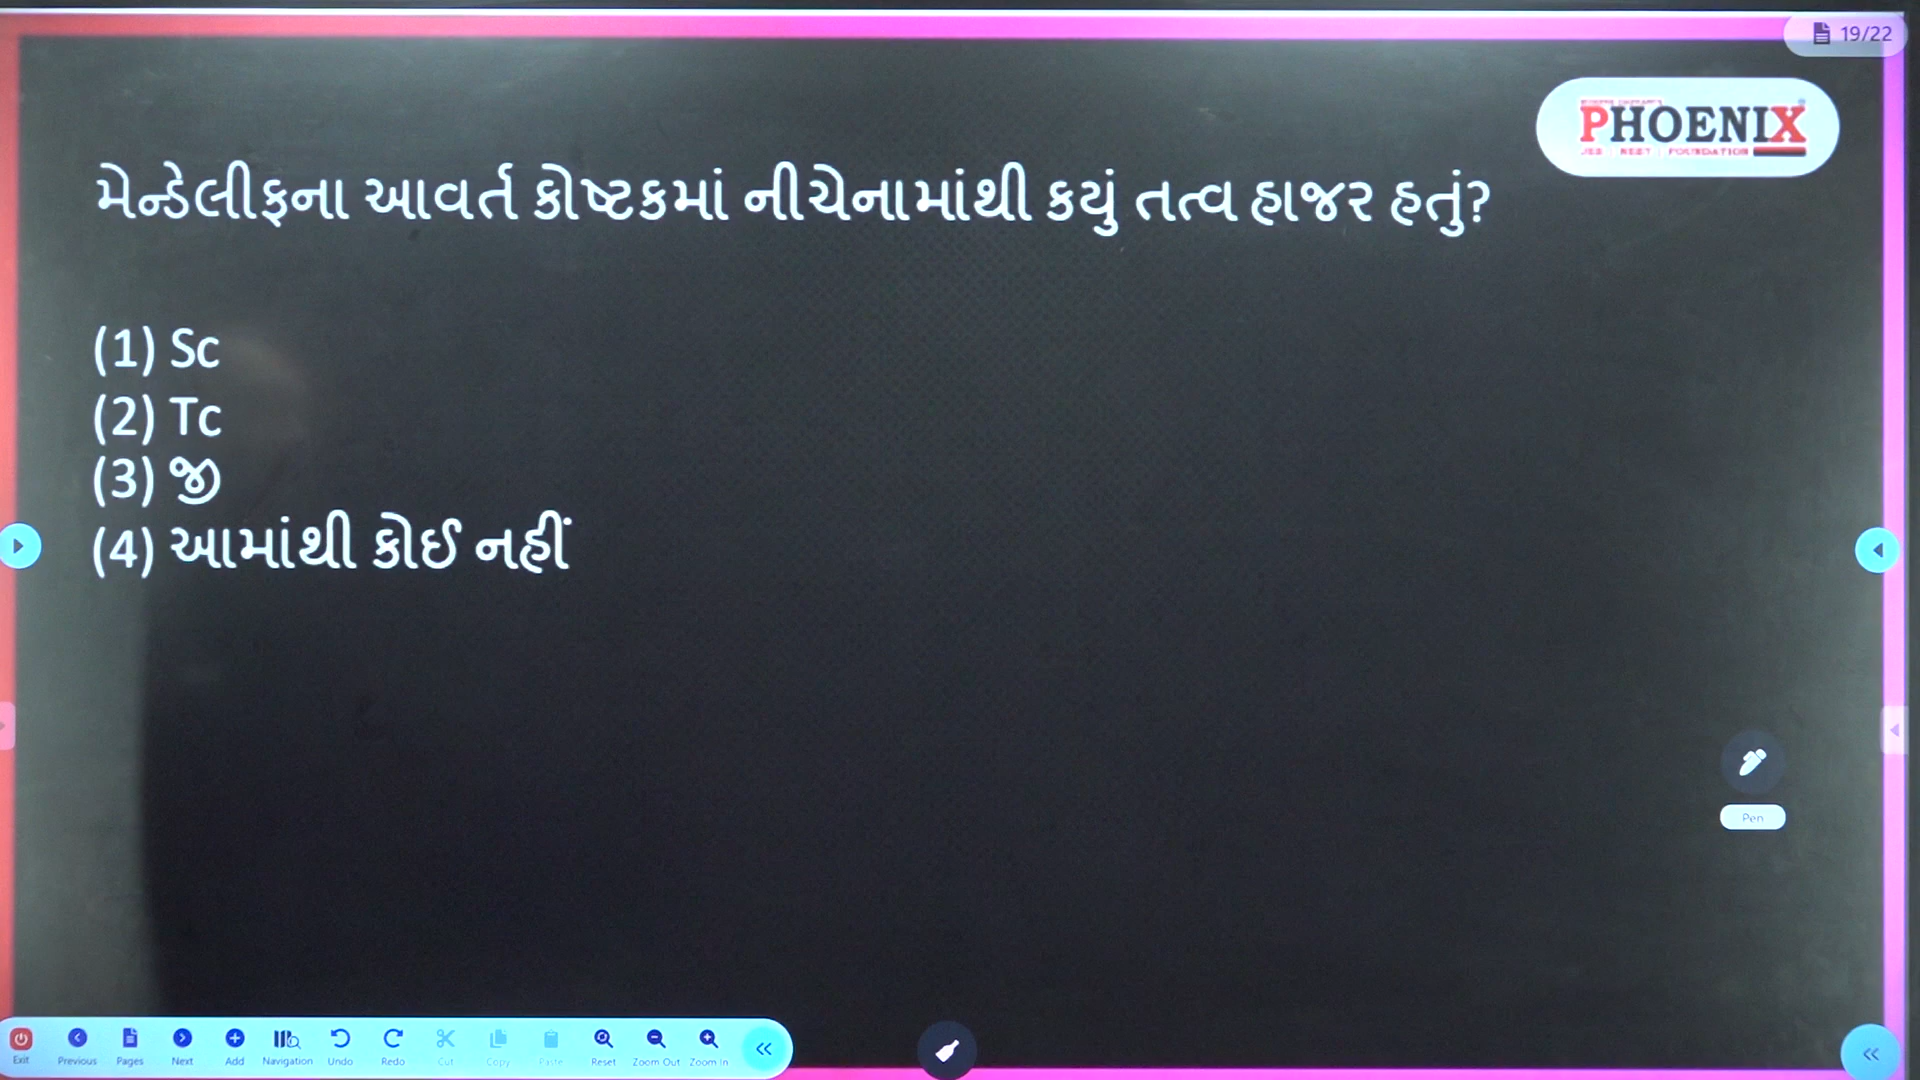 19/22
PHOENIX
મેન્ડેલીફના આવર્ત કોષ્ટકમાં નીચેનામાંથી કયું તત્વ હાજર હતું?
(1) Sc
(2) Tc
(3) જી
(4) આમાંથી કોઈ નહીં
Pen
Exit Previous Pages Next Add Navigation Undo Redo Cut Copy Paste Reset Zoom Out Zoom In